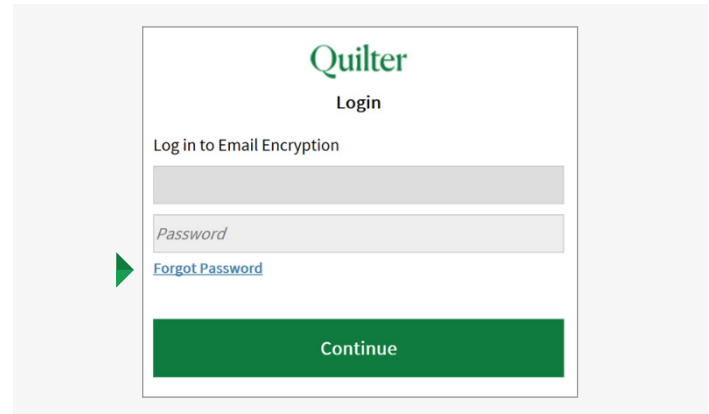 Quilter
Login
Log in to Email Encryption
Password
Forgot Password
Continue